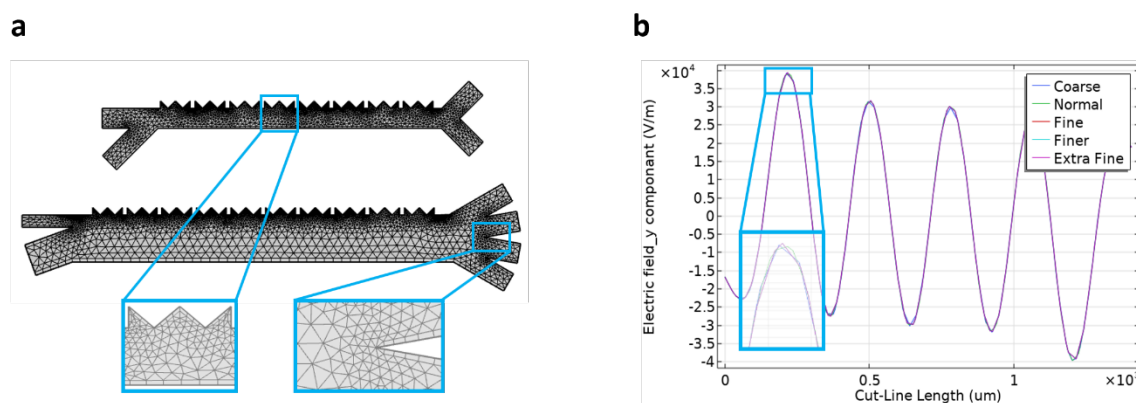 a
b
×10⁴
Coarse
Normal
Fine
Finer
Extra Fine
3.5
3
2.5
2
1.5
1
0.5
0
-0.5
-1
-1.5
-2
-2.5
-3
-3.5
-4
Electric field_y componant (V/m)
0
0.5
1
Cut-Line Length (um)